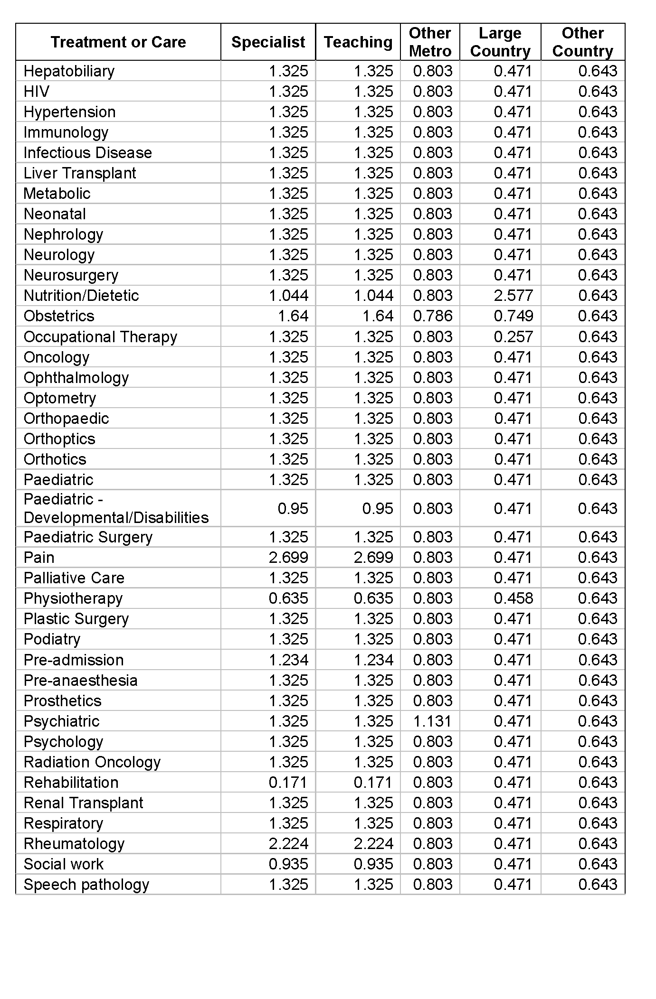 Treatment or Care Specialist Teaching Other Metro Large Country Other Country
Hepatobiliary 1.325 1.325 0.803 0.471 0.643
HIV 1.325 1.325 0.803 0.471 0.643
Hypertension 1.325 1.325 0.803 0.471 0.643
Immunology 1.325 1.325 0.803 0.471 0.643
Infectious Disease 1.325 1.325 0.803 0.471 0.643
Liver Transplant 1.325 1.325 0.803 0.471 0.643
Metabolic 1.325 1.325 0.803 0.471 0.643
Neonatal 1.325 1.325 0.803 0.471 0.643
Nephrology 1.325 1.325 0.803 0.471 0.643
Neurology 1.325 1.325 0.803 0.471 0.643
Neurosurgery 1.325 1.325 0.803 0.471 0.643
Nutrition/Dietetic 1.044 1.044 0.803 2.577 0.643
Obstetrics 1.64 1.64 0.786 0.749 0.643
Occupational Therapy 1.325 1.325 0.803 0.257 0.643
Oncology 1.325 1.325 0.803 0.471 0.643
Ophthalmology 1.325 1.325 0.803 0.471 0.643
Optometry 1.325 1.325 0.803 0.471 0.643
Orthopaedic 1.325 1.325 0.803 0.471 0.643
Orthoptics 1.325 1.325 0.803 0.471 0.643
Orthotics 1.325 1.325 0.803 0.471 0.643
Paediatric 1.325 1.325 0.803 0.471 0.643
Paediatric -
Developmental/Disabilities 0.95 0.95 0.803 0.471 0.643
Paediatric Surgery 1.325 1.325 0.803 0.471 0.643
Pain 2.699 2.699 0.803 0.471 0.643
Palliative Care 1.325 1.325 0.803 0.471 0.643
Physiotherapy 0.635 0.635 0.803 0.458 0.643
Plastic Surgery 1.325 1.325 0.803 0.471 0.643
Podiatry 1.325 1.325 0.803 0.471 0.643
Pre-admission 1.234 1.234 0.803 0.471 0.643
Pre-anaesthesia 1.325 1.325 0.803 0.471 0.643
Prosthetics 1.325 1.325 0.803 0.471 0.643
Psychiatric 1.325 1.325 1.131 0.471 0.643
Psychology 1.325 1.325 0.803 0.471 0.643
Radiation Oncology 1.325 1.325 0.803 0.471 0.643
Rehabilitation 0.171 0.171 0.803 0.471 0.643
Renal Transplant 1.325 1.325 0.803 0.471 0.643
Respiratory 1.325 1.325 0.803 0.471 0.643
Rheumatology 2.224 2.224 0.803 0.471 0.643
Social work 0.935 0.935 0.803 0.471 0.643
Speech pathology 1.325 1.325 0.803 0.471 0.643